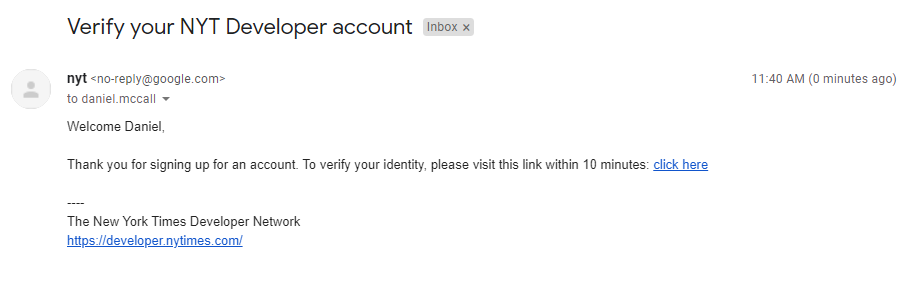 Verify your NYT Developer account Inbox x
nyt <no-reply@google.com> 11:40 AM (0 minutes ago)
to daniel.mccall
Welcome Daniel,
Thank you for signing up for an account. To verify your identity, please visit this link within 10 minutes: click here
----
The New York Times Developer Network
https://developer.nytimes.com/